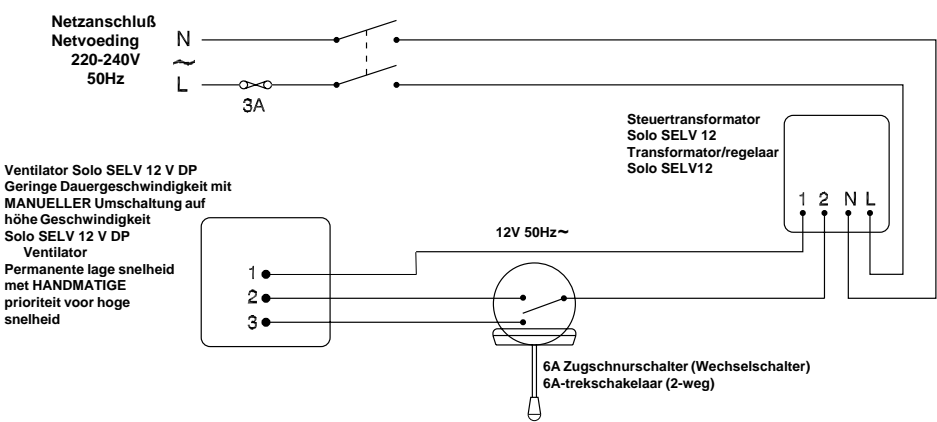 Netzanschluß
Netvoeding
220-240V
50Hz
N
~
L
3A
Steuertransformator
Solo SELV 12
Transformator/regelaar
Solo SELV12
1 2 N L
Ventilator Solo SELV 12 V DP
Geringe Dauergeschwindigkeit mit
MANUELLER Umschaltung auf
höhe Geschwindigkeit
Solo SELV 12 V DP
Ventilator
Permanente lage snelheid
met HANDMATIGE
prioriteit voor hoge
snelheid
12V 50Hz~
1
2
3
6A Zugschnurschalter (Wechselschalter)
6A-trekschakelaar (2-weg)